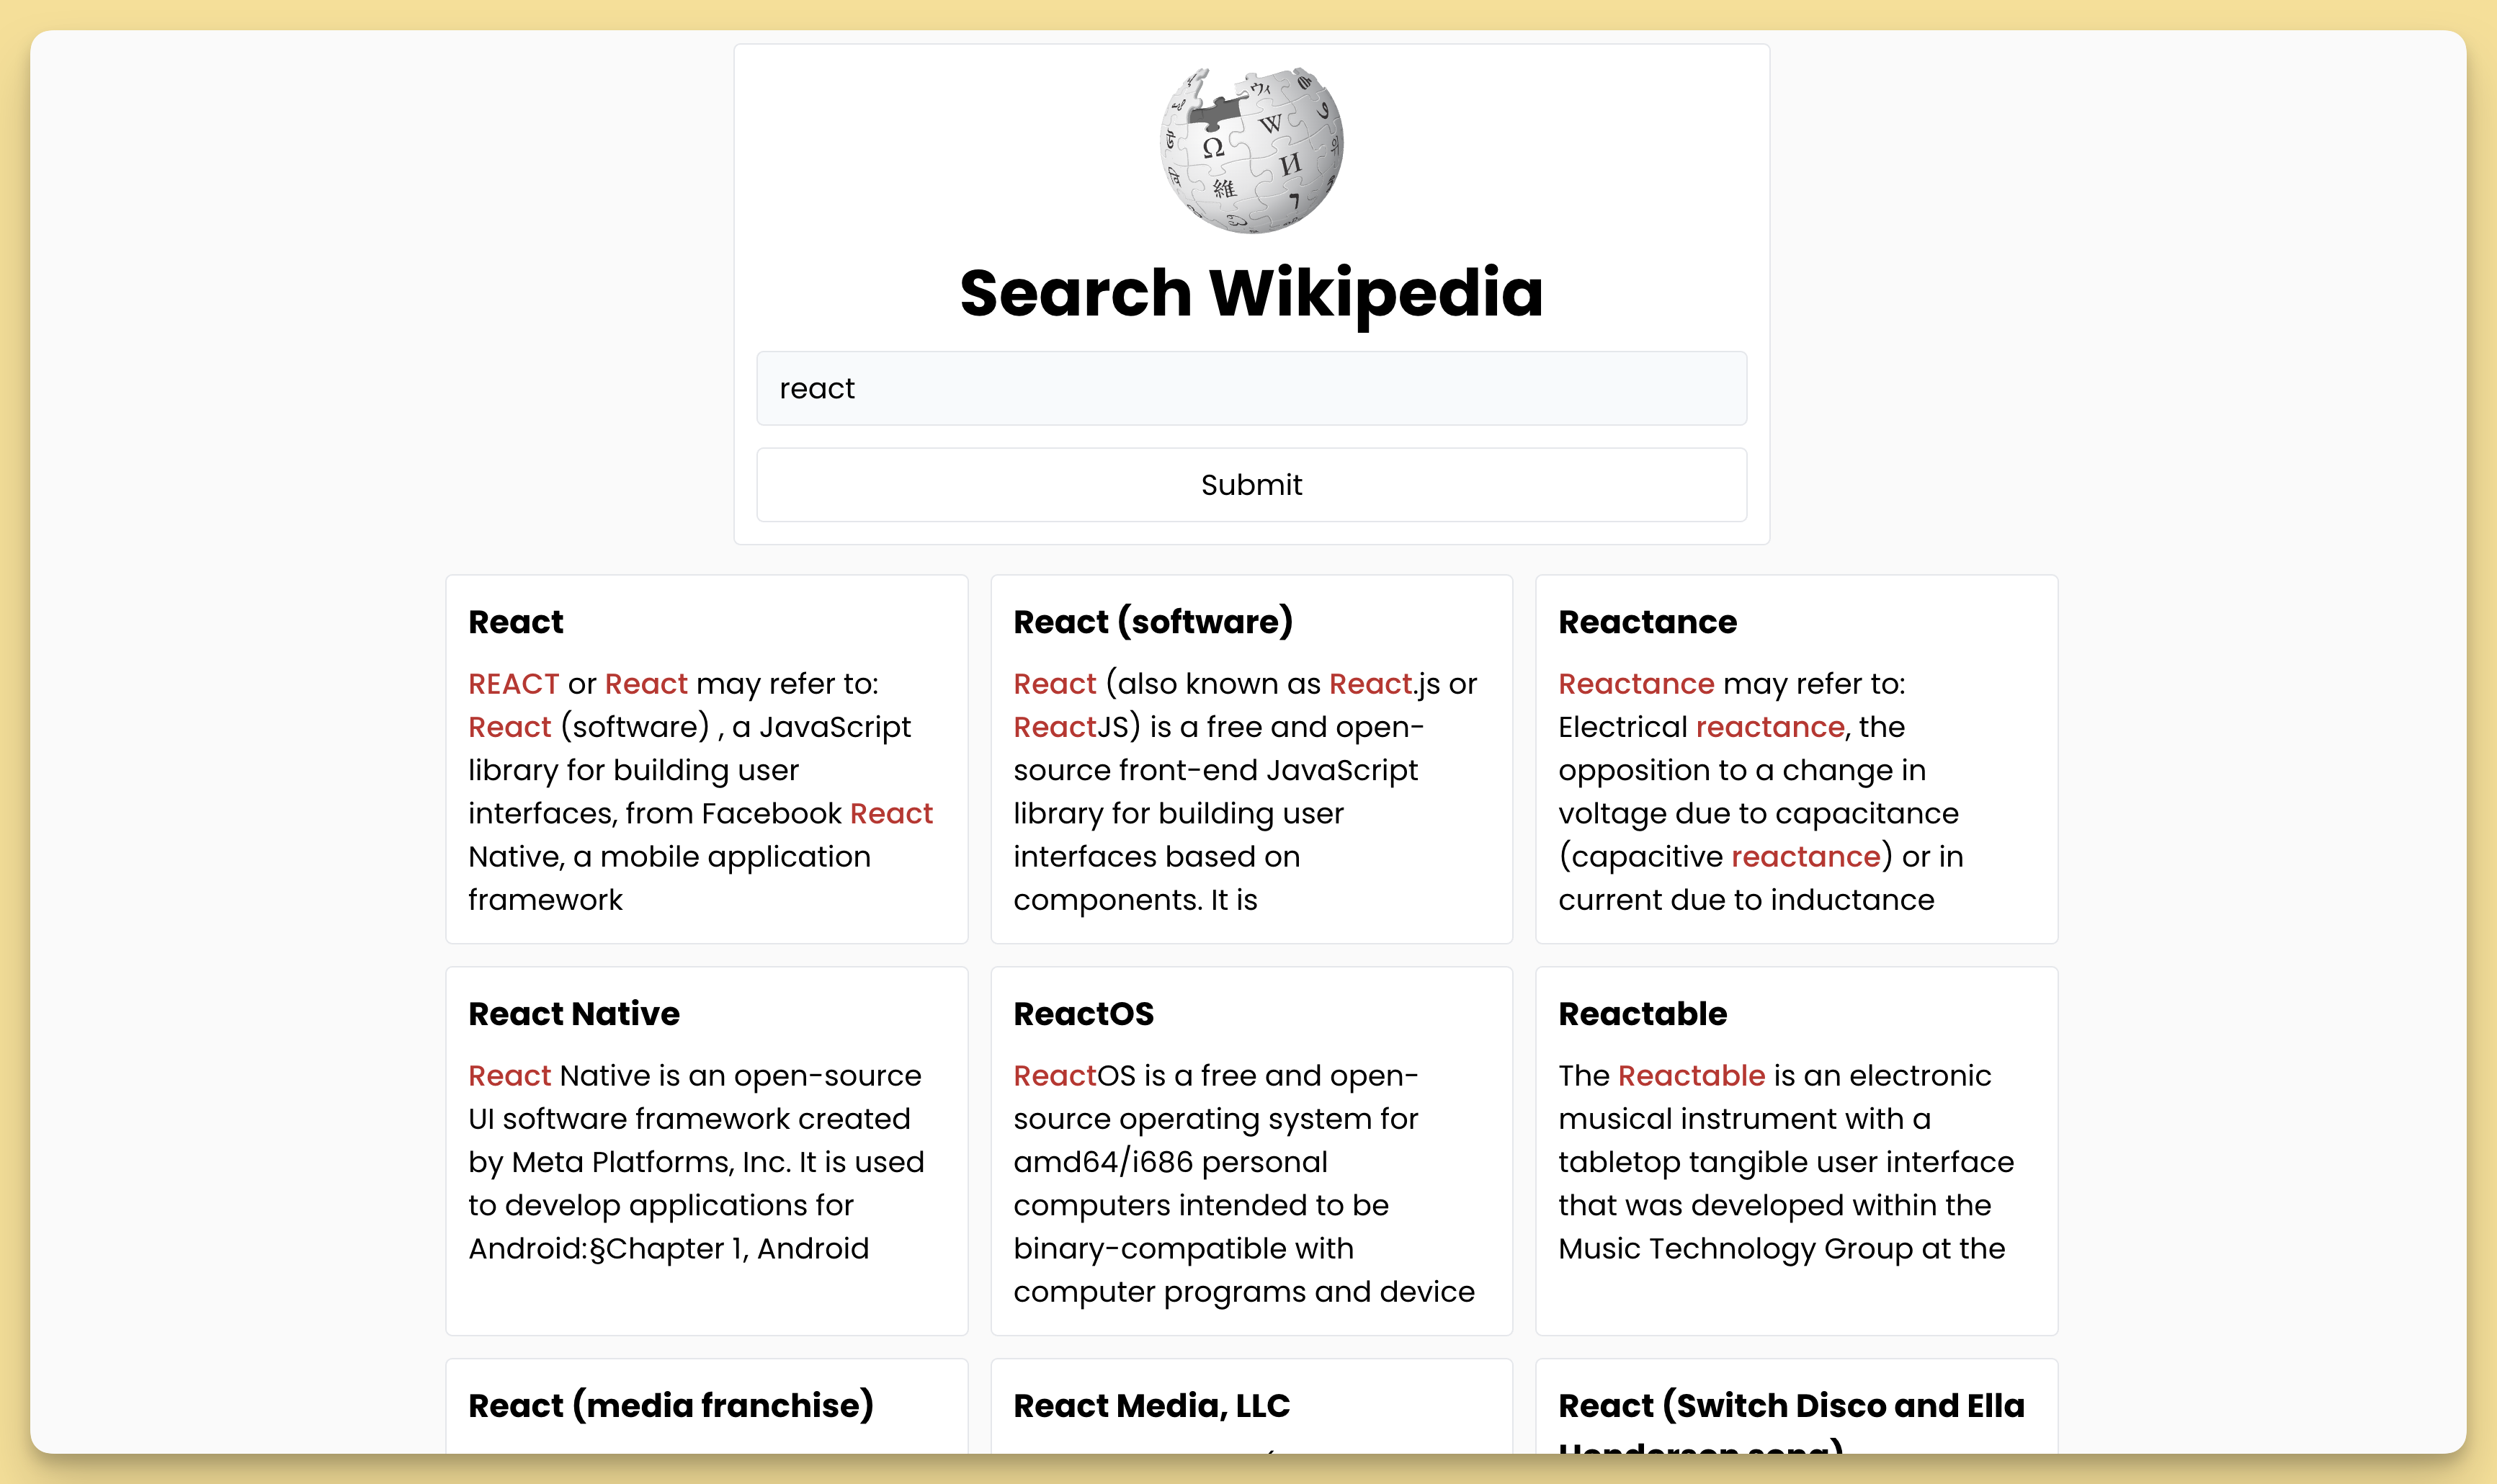 ウィ
W
Ω
И
維
7
Search Wikipedia
react
Submit
React
REACT or React may refer to:
React (software) , a JavaScript
library for building user
interfaces, from Facebook React
Native, a mobile application
framework
React (software)
React (also known as React.js or
ReactJS) is a free and open-
source front-end JavaScript
library for building user
interfaces based on
components. It is
Reactance
Reactance may refer to:
Electrical reactance, the
opposition to a change in
voltage due to capacitance
(capacitive reactance) or in
current due to inductance
React Native
React Native is an open-source
UI software framework created
by Meta Platforms, Inc. It is used
to develop applications for
Android:§Chapter 1, Android
ReactOS
ReactOS is a free and open-
source operating system for
amd64/i686 personal
computers intended to be
binary-compatible with
computer programs and device
Reactable
The Reactable is an electronic
musical instrument with a
tabletop tangible user interface
that was developed within the
Music Technology Group at the
React (media franchise)
React Media, LLC
React (Switch Disco and Ella
Henderson song)